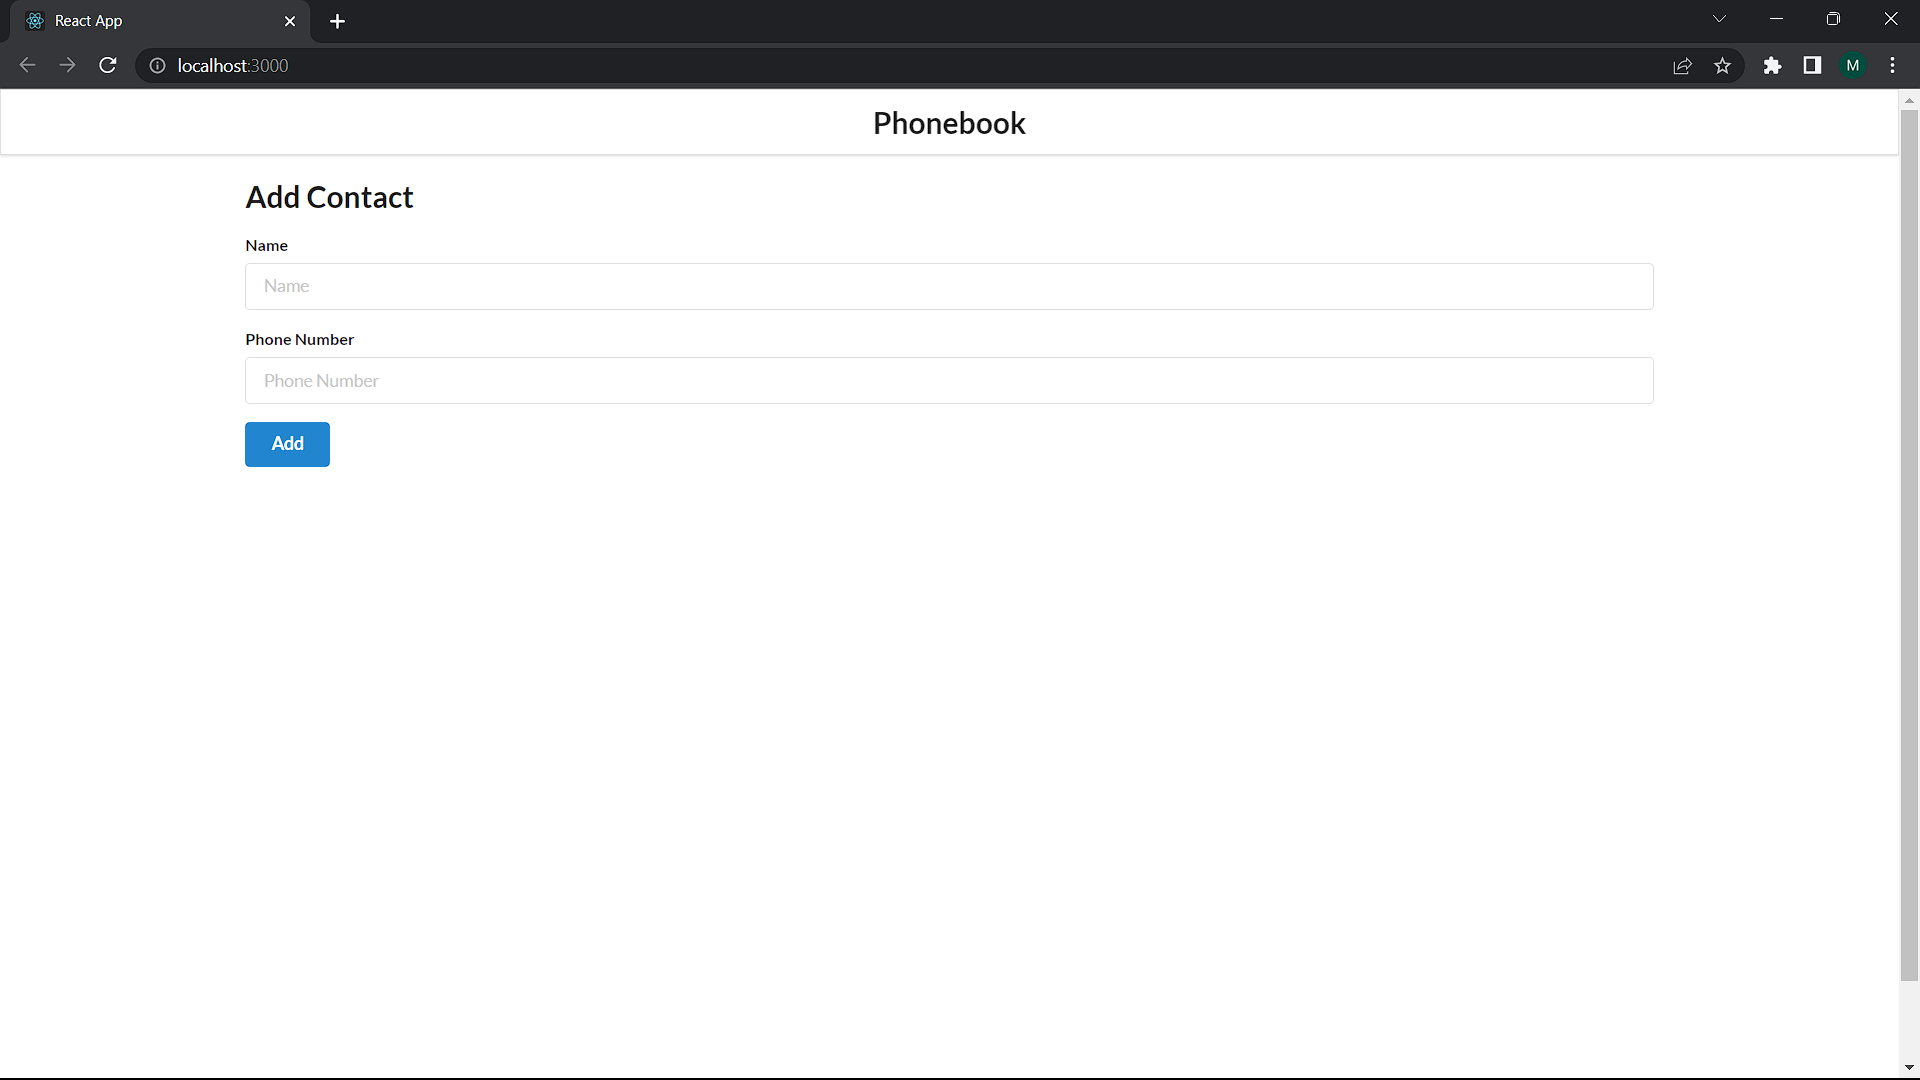 React App
localhost:3000
M
Phonebook
Add Contact
Name
Name
Phone Number
Phone Number
Add